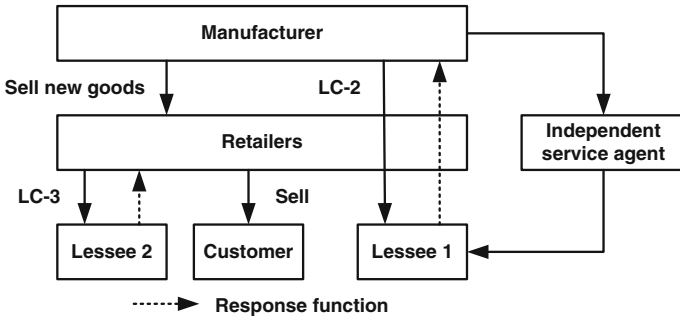 Manufacturer
Sell new goods
LC-2
Retailers
Independent
service agent
LC-3
Sell
Lessee 2
Customer
Lessee 1
Response function